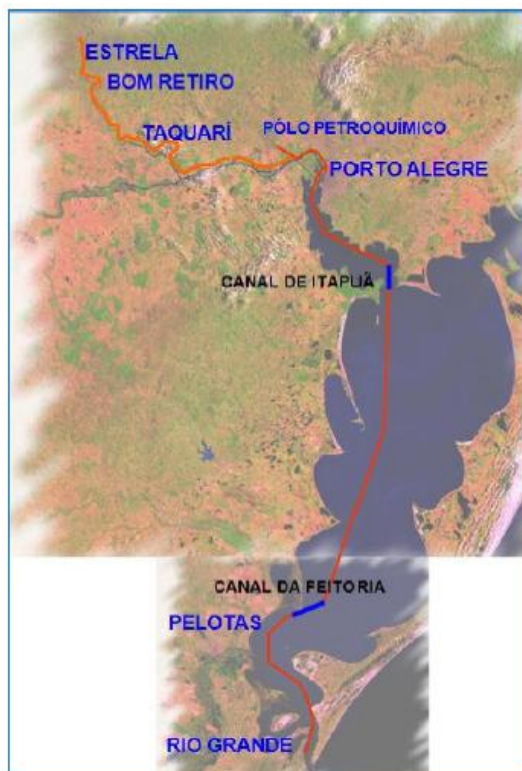 ESTRELA
BOM RETIRO
TAQUARÍ
PÓLO PETROQUÍMICO
PORTO ALEGRE
CANAL DE ITAPUÃ
CANAL DA FEITORIA
PELOTAS
RIO GRANDE